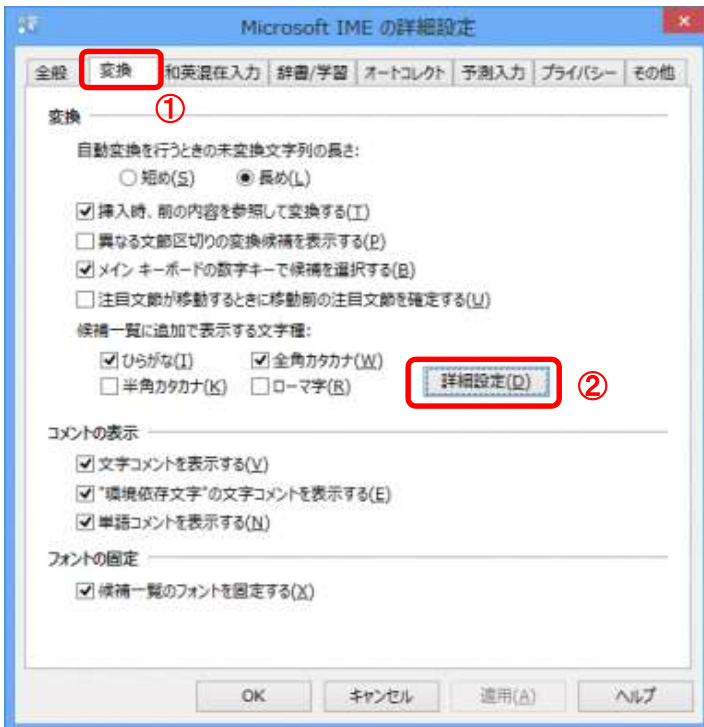 Microsoft IME の詳細設定
全般 変換 和英混在入力 辞書/学習 オートコレクト 予測入力 プライバシー その他
①
変換
自動変換を行うときの未変換文字列の長さ:
短め(S) 長め(L)
挿入時、前の内容を参照して変換する(T)
異なる文節区切りの変換候補を表示する(P)
メイン キーボードの数字キーで候補を選択する(B)
注目文節が移動するときに移動前の注目文節を確定する(U)
候補一覧に追加で表示する文字種:
ひらがな(I) 全角カタカナ(W)
半角カタカナ(K) ローマ字(R) 詳細設定(D) ②
コメントの表示
文字コメントを表示する(V)
"環境依存文字"の文字コメントを表示する(E)
単語コメントを表示する(N)
フォントの固定
候補一覧のフォントを固定する(X)
OK キャンセル 適用(A) ヘルプ